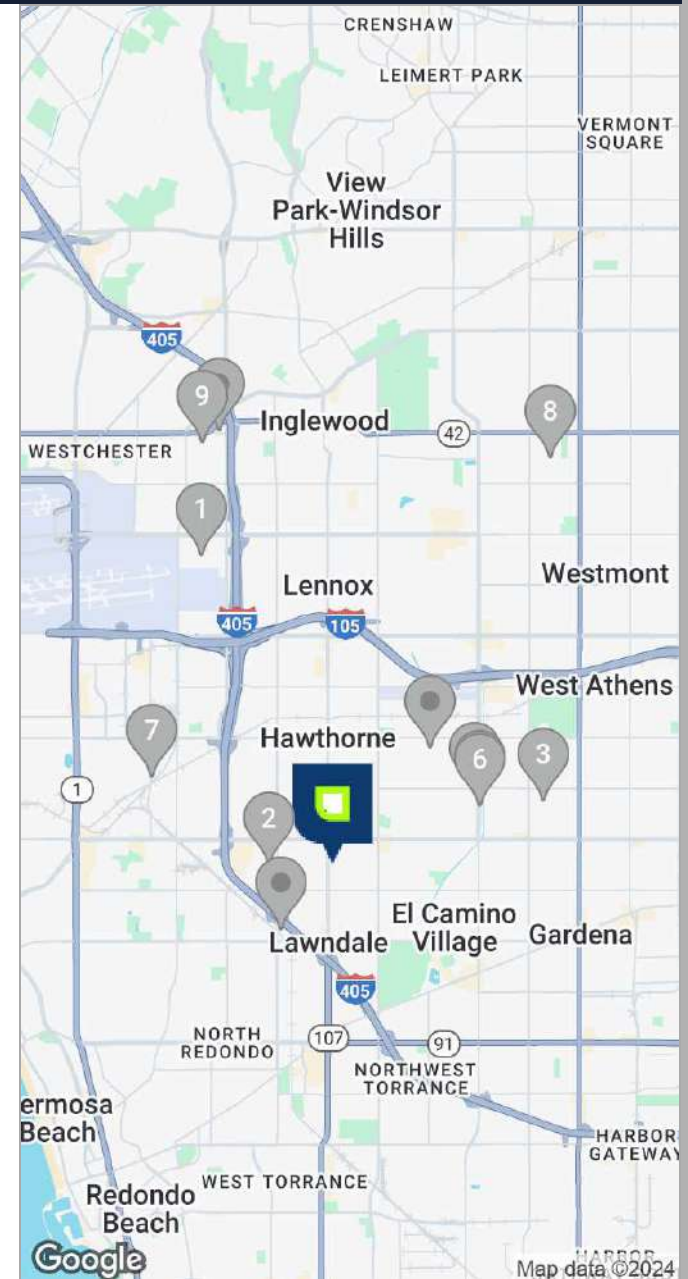 CRENSHAW
LEIMERT PARK
VERMONT
SQUARE
View
Park-Windsor
Hills
405
9
8
Inglewood
42
WESTCHESTER
1
Westmont
Lennox
405
105
West Athens
7
Hawthorne
6
3
1
2
El Camino
Village
Gardena
Lawndale
405
NORTH
REDONDO
107
91
NORTHWEST
TORRANCE
ermosa
Beach
HARBOR
GATEWAY
WEST TORRANCE
Redondo
Beach
HARBOR
Google
Map data ©2024